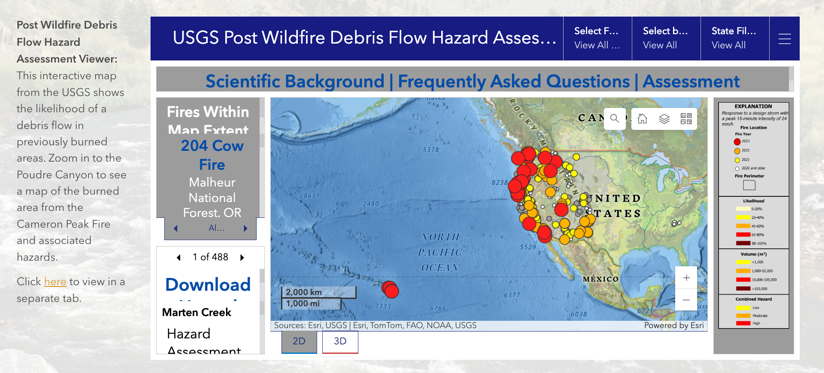 Post Wildfire Debris
Flow Hazard
Assessment Viewer:
This interactive map
from the USGS shows
the likelihood of a
debris flow in
previously burned
areas. Zoom in to the
Poudre Canyon to see
a map of the burned
area from the
Cameron Peak Fire
and associated
hazards.
Click here to view in a
separate tab.
USGS Post Wildfire Debris Flow Hazard Asses...
Select F...
View All ...
Select b...
View All
State Fil...
View All
Scientific Background | Frequently Asked Questions | Assessment
Fires Within
Map Extent
204 Cow
Fire
Malheur
National
Forest, OR
Al...
1 of 488
Download
Marten Creek
Hazard
Assessment
ROCKY
CAN
UNITED
STATES
MÉXICO
NORTH
PACIFIC
OCEAN
5378
8237
6230
5529
7333
6377
6038
2,000 km
1,000 mi
Sources: Esri, USGS | Esri, TomTom, FAO, NOAA, USGS
Powered by Esri
+
−
2D
3D
EXPLANATION
Response to a design storm with
a peak 15-minute intensity of 24
mm/h
Fire Location
Fire Year
2023
2022
2021
2020 and older
Fire Perimeter
Likelihood
0-20%
20-40%
40-60%
60-80%
80-100%
Volume (m³)
<1,000
1,000-10,000
10,000-100,000
>100,000
Combined Hazard
Low
Moderate
High